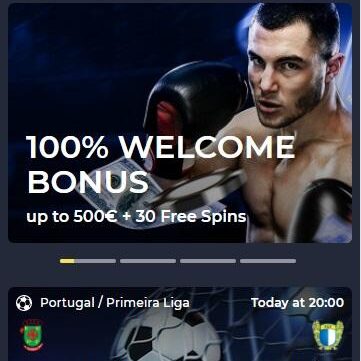 100% WELCOME
BONUS
up to 500€ + 30 Free Spins
Portugal / Primeira Liga
Today at 20:00